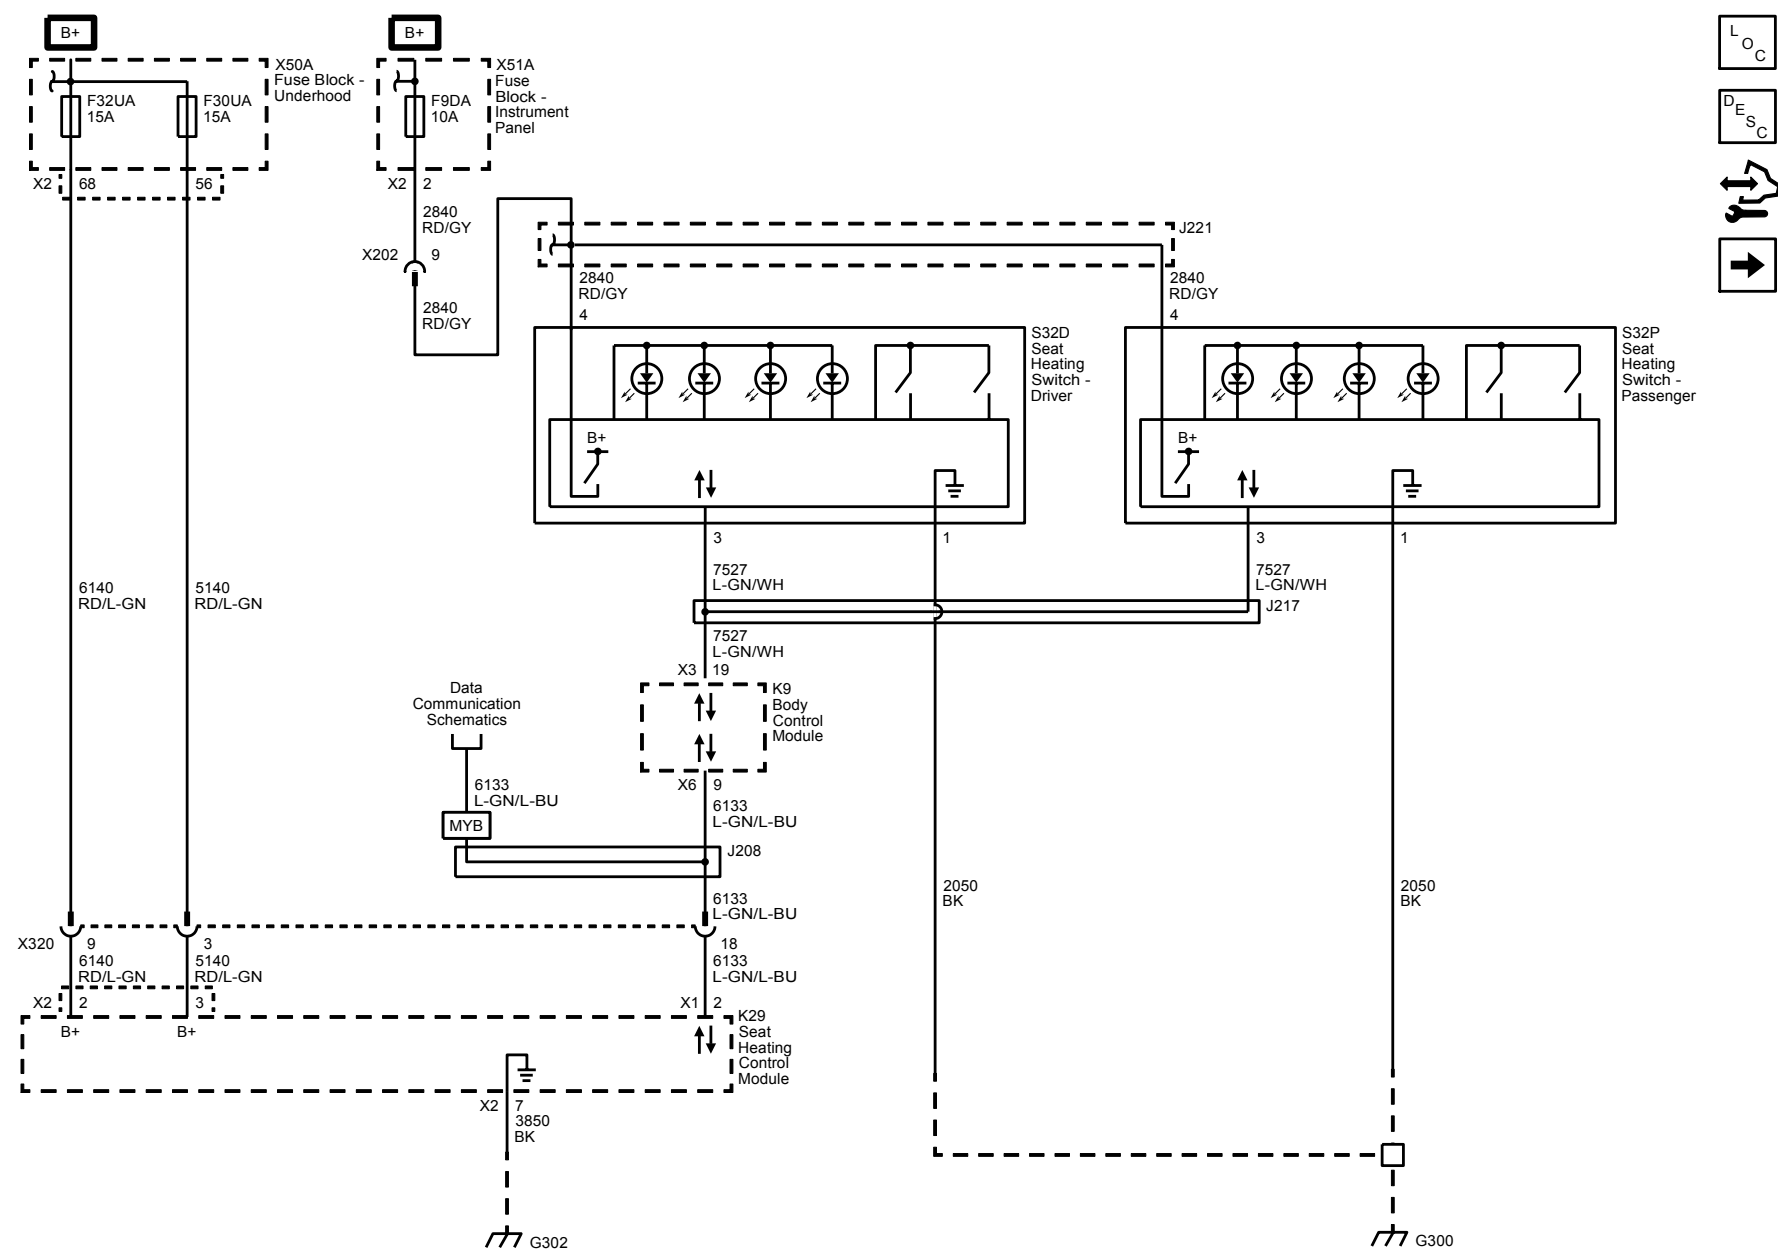 B+
B+
L
O
C
X50A
Fuse Block -
Underhood
X51A
Fuse
Block -
Instrument
Panel
F32UA
15A
F30UA
15A
F9DA
10A
D
E
S
C
X2 68 56
X2 2
2840
RD/GY
X202 9
2840
RD/GY
J221
2840
RD/GY
4
2840
RD/GY
4
S32D
Seat
Heating
Switch -
Driver
S32P
Seat
Heating
Switch -
Passenger
B+
B+
3
1
3
1
7527
L-GN/WH
7527
L-GN/WH
J217
6140
RD/L-GN
5140
RD/L-GN
7527
L-GN/WH
X3 19
K9
Body
Control
Module
Data
Communication
Schematics
6133
L-GN/L-BU
MYB
X6 9
6133
L-GN/L-BU
J208
6133
L-GN/L-BU
2050
BK
2050
BK
X320 9 3 18
6140
RD/L-GN
5140
RD/L-GN
6133
L-GN/L-BU
X2 2 3
X1 2
B+
B+
K29
Seat
Heating
Control
Module
X2 7
3850
BK
G302
G300